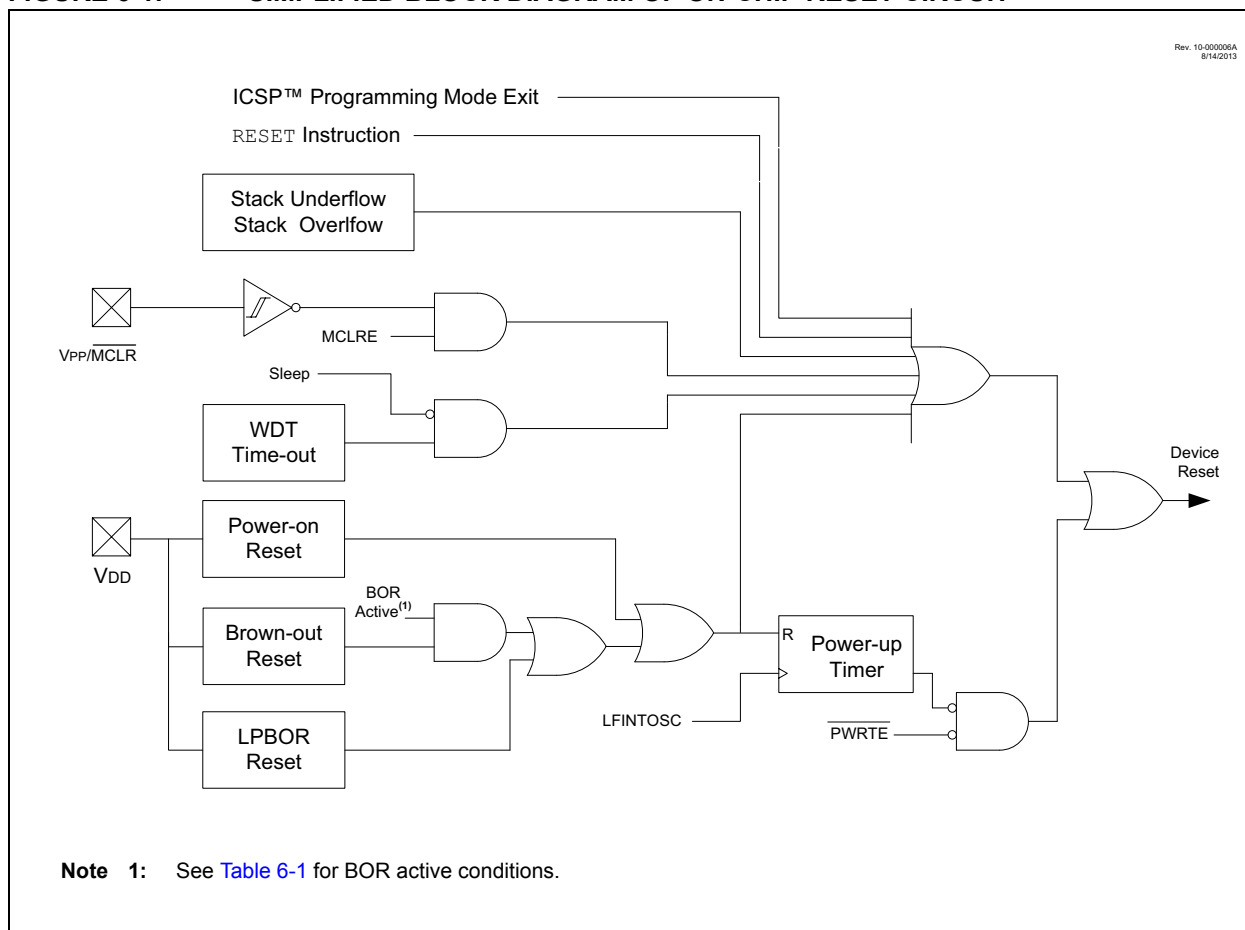 Rev. 10-000006A
8/14/2013
ICSP™ Programming Mode Exit
RESET Instruction
Stack Underflow
Stack Overlfow
MCLRE
VPP/MCLR
Sleep
WDT
Time-out
Device
Reset
Power-on
Reset
VDD
BOR
Active(1)
Brown-out
Reset
R
Power-up
Timer
LFINTOSC
PWRTE
LPBOR
Reset
Note 1: See Table 6-1 for BOR active conditions.